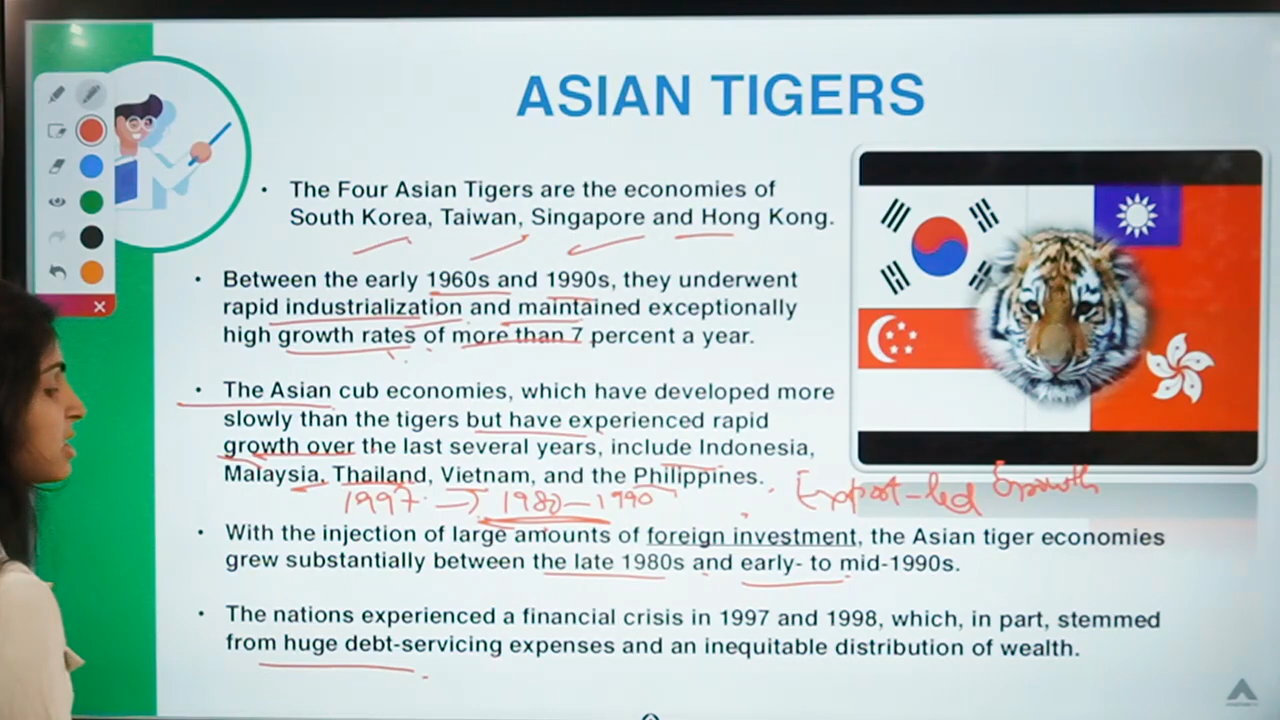 ASIAN TIGERS
• The Four Asian Tigers are the economies of
South Korea, Taiwan, Singapore and Hong Kong.
• Between the early 1960s and 1990s, they underwent
rapid industrialization and maintained exceptionally
high growth rates of more than 7 percent a year.
• The Asian cub economies, which have developed more
slowly than the tigers but have experienced rapid
growth over the last several years, include Indonesia,
Malaysia, Thailand, Vietnam, and the Philippines.
1997 → 1980-1990
Export-led Growth
• With the injection of large amounts of foreign investment, the Asian tiger economies
grew substantially between the late 1980s and early- to mid-1990s.
• The nations experienced a financial crisis in 1997 and 1998, which, in part, stemmed
from huge debt-servicing expenses and an inequitable distribution of wealth.